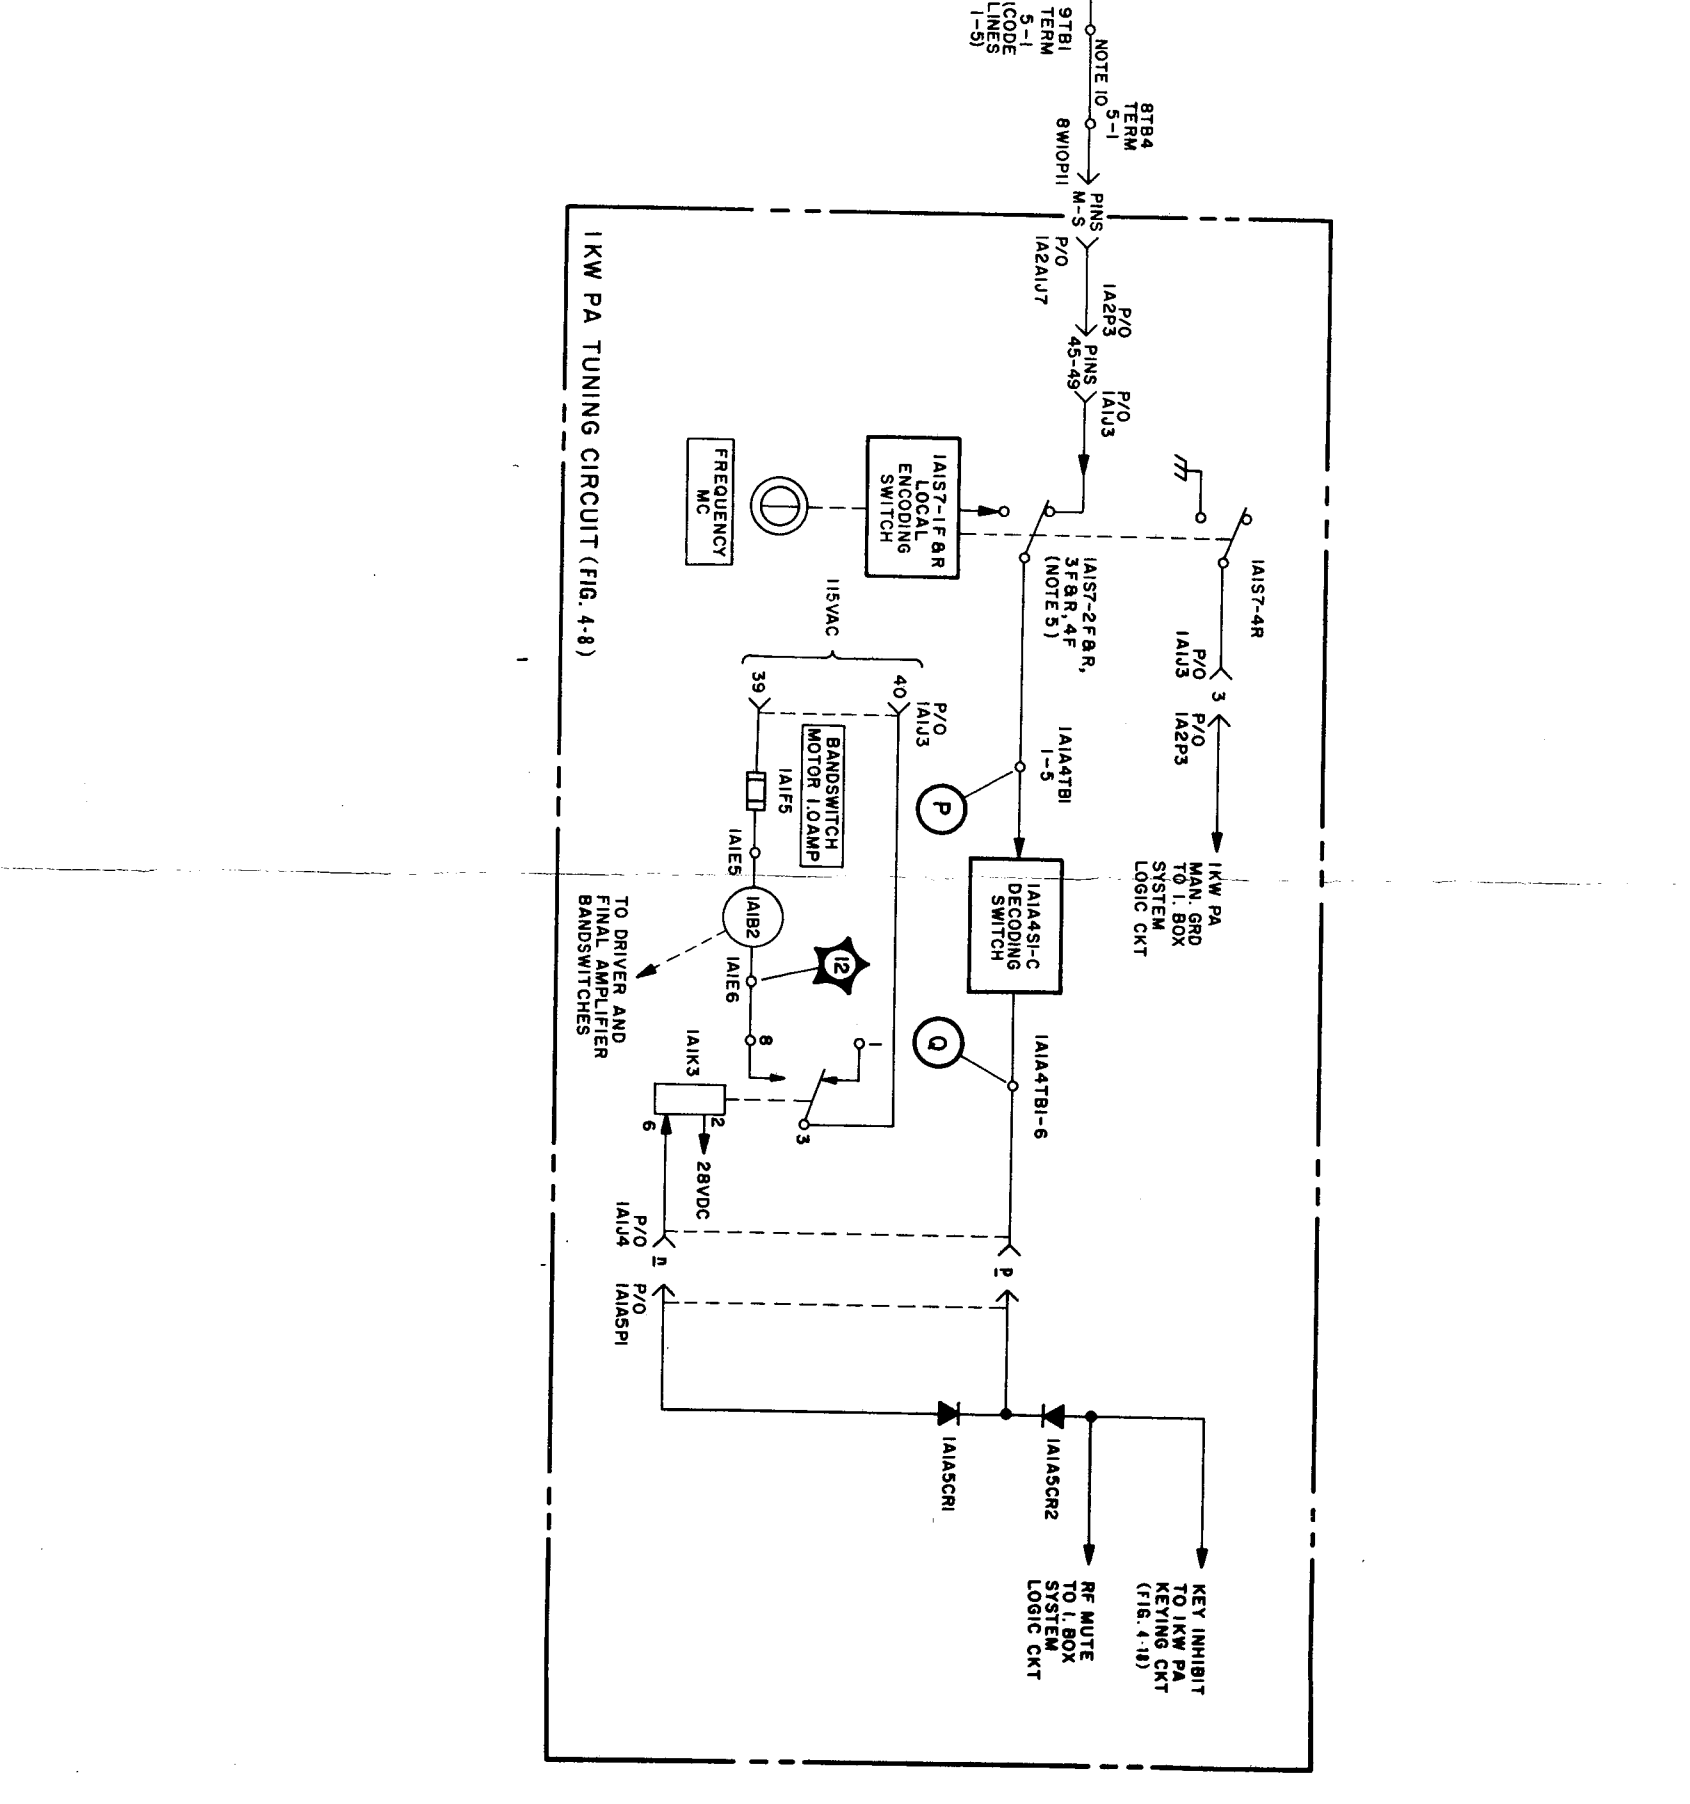 9TB1
TERM
5-1
(CODE
LINES
1-5)
NOTE 10
8TB4
TERM
5-1
8W10P11
PINS
M-S
P/O
1A2A1J7
P/O
1A2P3
PINS
45-49
P/O
1A1J3
1A1S7-4R
P/O
1A1J3
3
P/O
1A2P3
1KW PA
MAN. GRD
TO I. BOX
SYSTEM
LOGIC CKT
1A1S7-2F&R,
3F&R, 4F
(NOTE 5)
1A1S7-1F&R
LOCAL
ENCODING
SWITCH
FREQUENCY
MC
1A1A4TB1
1-5
P
1A1A4S1-C
DECODING
SWITCH
Q
1A1A4TB1-6
115VAC
40
P/O
1A1J3
39
BANDSWITCH
MOTOR 1.0AMP
1A1F5
1A1E5
1A1B2
1A1E6
12
TO DRIVER AND
FINAL AMPLIFIER
BANDSWITCHES
8
1
3
1A1K3
2
6
28VDC
P/O
1A1J4
n
P/O
1A1A5P1
p
1A1A5CR1
1A1A5CR2
KEY INHIBIT
TO 1KW PA
KEYING CKT
(FIG. 4-18)
RF MUTE
TO I. BOX
SYSTEM
LOGIC CKT
1KW PA TUNING CIRCUIT (FIG. 4-8)